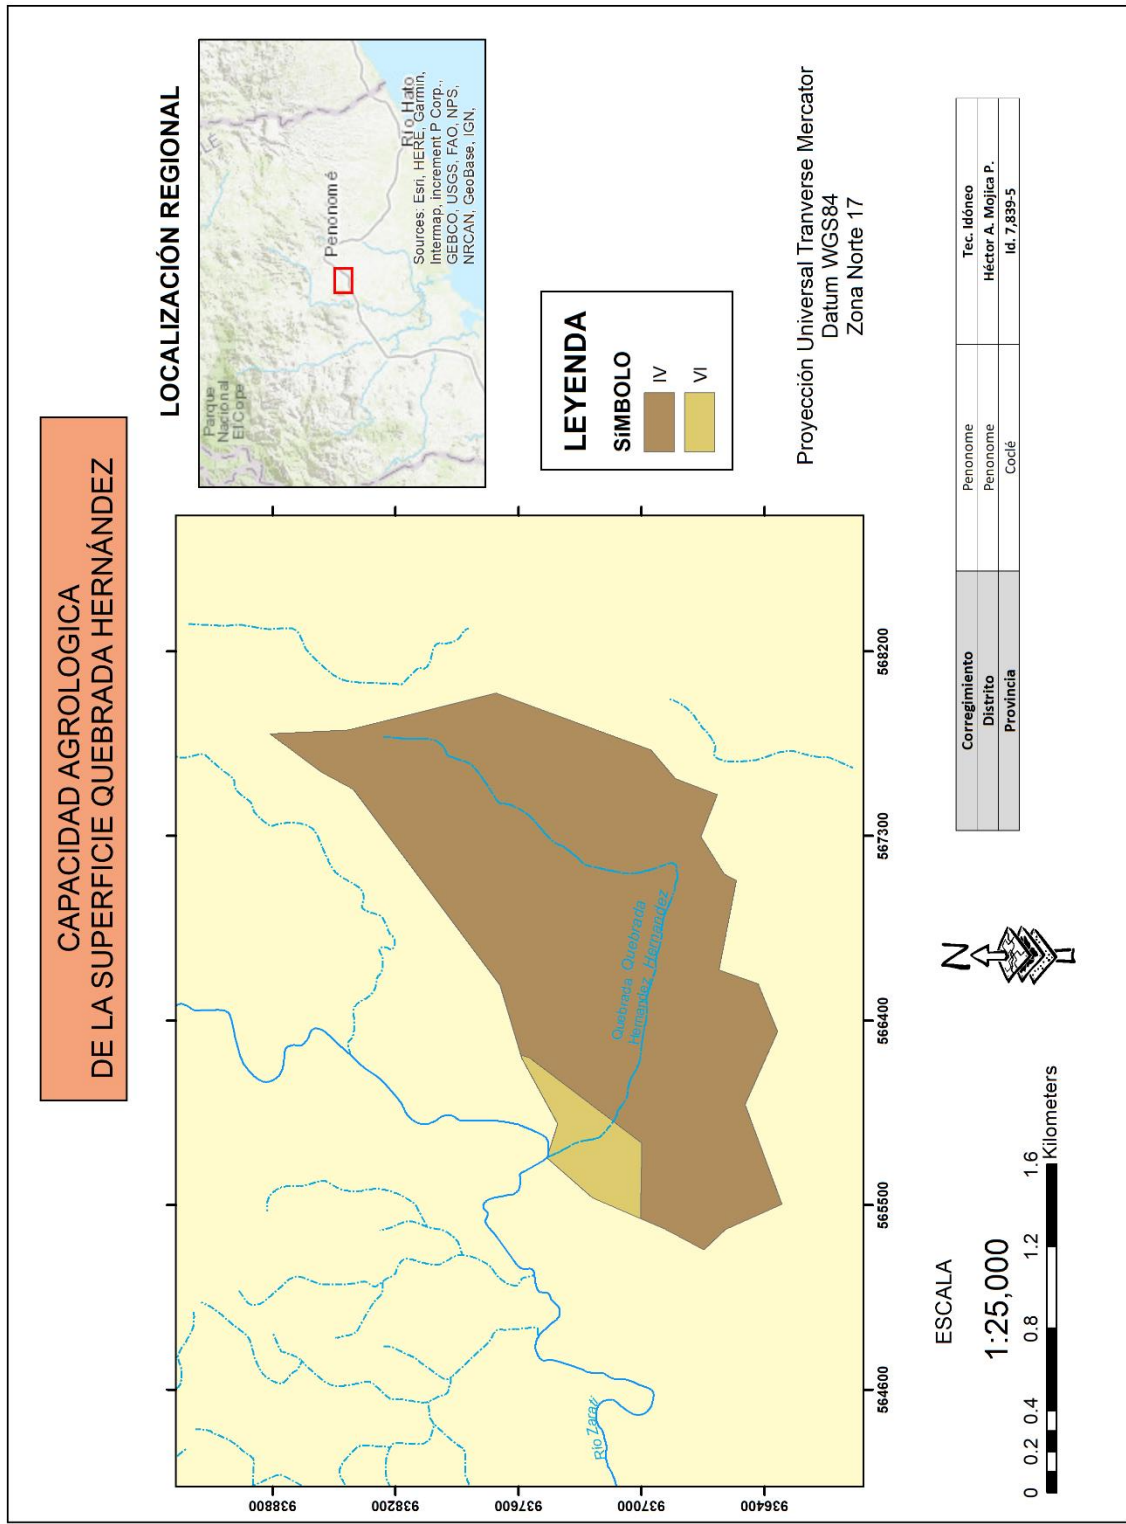 CAPACIDAD AGROLOGICA
DE LA SUPERFICIE QUEBRADA HERNÁNDEZ
LOCALIZACIÓN REGIONAL
Parque
Nacional
El Cope
LÉ
Penonomé
Río Hato
Sources: Esri, HERE, Garmin,
Intermap, increment P Corp.,
GEBCO, USGS, FAO, NPS,
NRCAN, GeoBase, IGN,
938800
938200
937600
937000
936400
564600
565500
566400
567300
568200
Quebrada Quebrada
Hernandez Hernandez
Rio Zarati
LEYENDA
SíMBOLO
IV
VI
Proyección Universal Tranverse Mercator
Datum WGS84
Zona Norte 17
ESCALA
1:25,000
0 0.2 0.4 0.8 1.2 1.6
Kilometers
N
Corregimiento Penonome Tec. Idóneo
Distrito Penonome Héctor A. Mojica P.
Provincia Coclé Id. 7,839-5